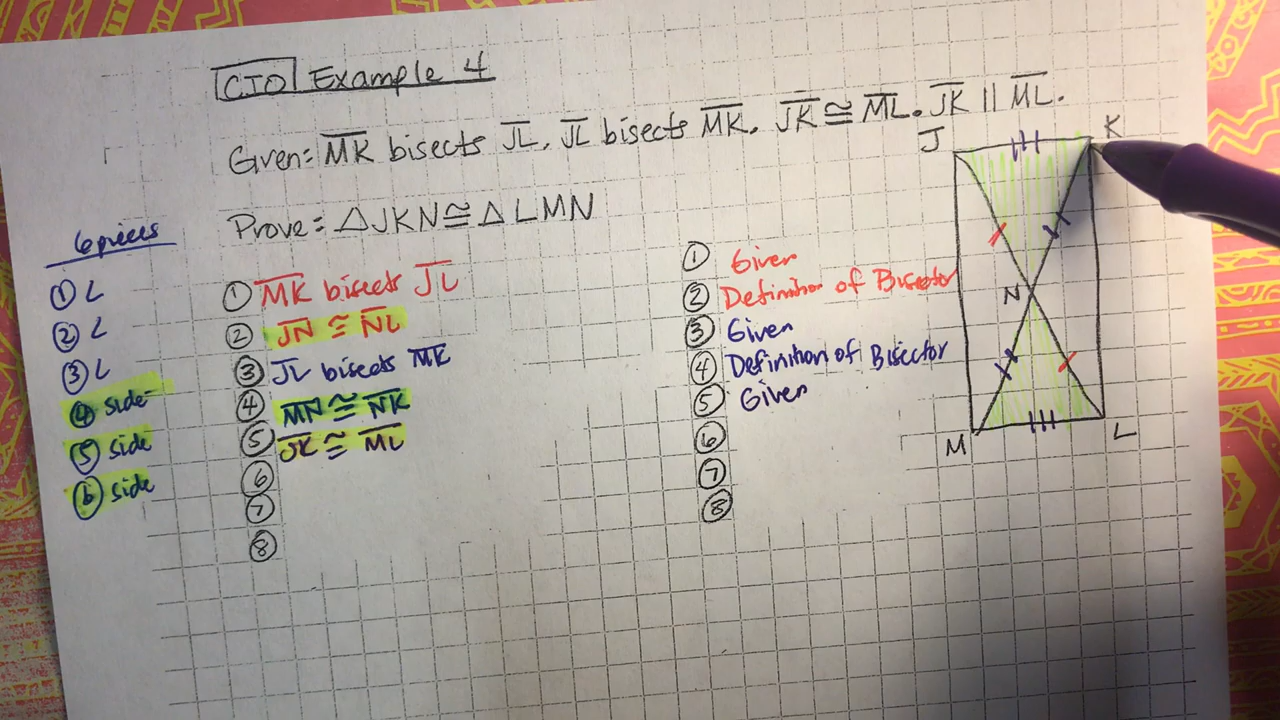 CIO Example 4
Given: MK bisects JL, JL bisects MK. JK ≅ ML. JK || ML.
Prove: △JKN ≅ △LMN
6 pieces
① L
② L
③ L
④ side
⑤ side
⑥ side
① MK bisects JL
② JN ≅ NL
③ JL bisects MK
④ MN ≅ NK
⑤ JK ≅ ML
⑥
⑦
⑧
① Given
② Definition of Bisector
③ Given
④ Definition of Bisector
⑤ Given
⑥
⑦
⑧
J
K
N
M
L